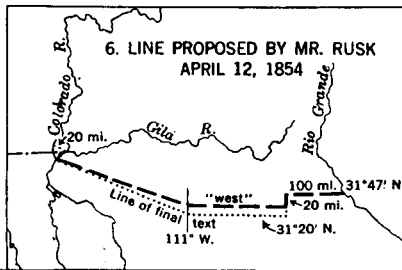 6. LINE PROPOSED BY MR. RUSK
APRIL 12, 1854
Colorado R.
20 mi.
Gila R.
Rio Grande
"west"
100 mi.
31°47' N.
20 mi.
Line of final
text
31°20' N.
111° W.